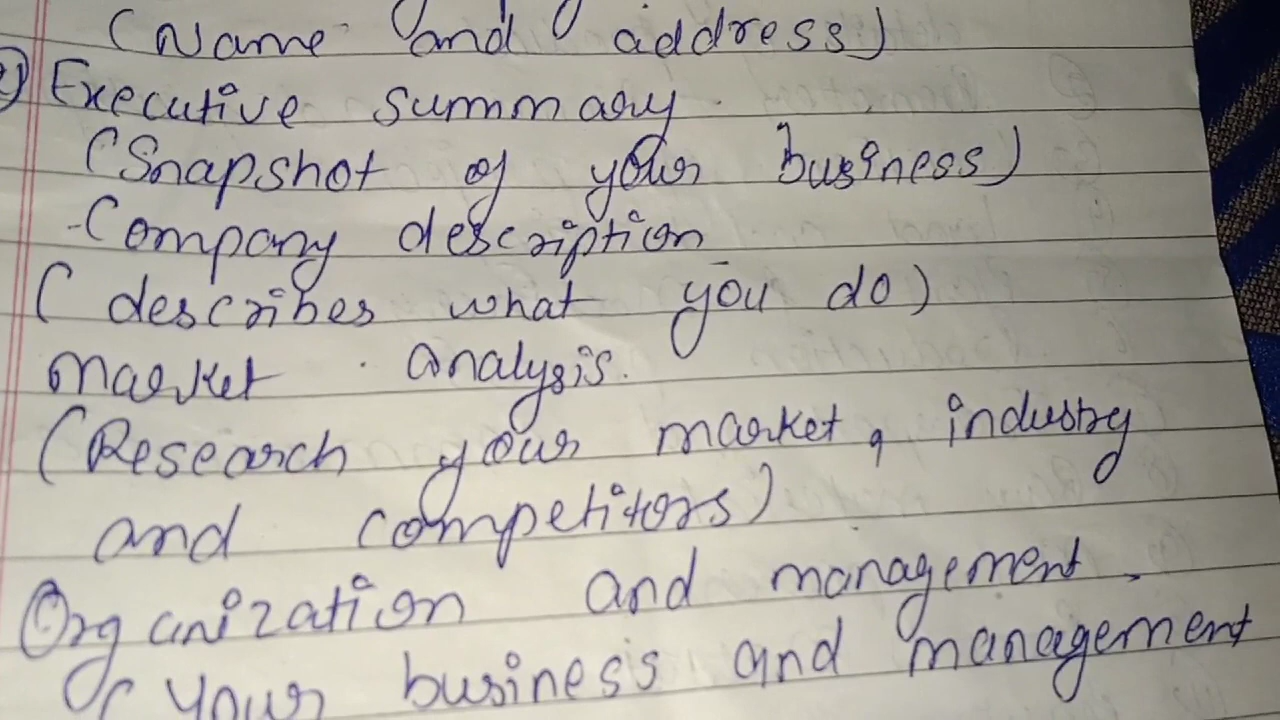 (Name and address)
Executive summary.
(Snapshot of your business)
-Company description
(describes what you do)
market analysis.
(Research your market, industry
and competitors)
Organization and management.
(your business and management